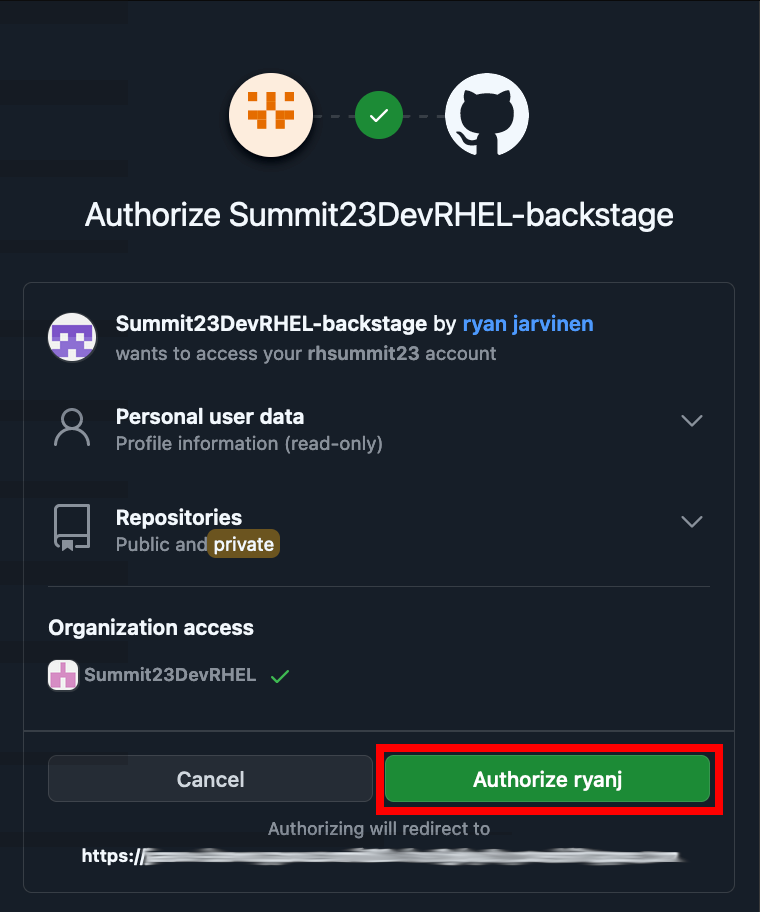 Authorize Summit23DevRHEL-backstage
Summit23DevRHEL-backstage by ryan jarvinen
wants to access your rhsummit23 account
Personal user data
Profile information (read-only)
Repositories
Public and private
Organization access
Summit23DevRHEL
Cancel
Authorize ryanj
Authorizing will redirect to
https://